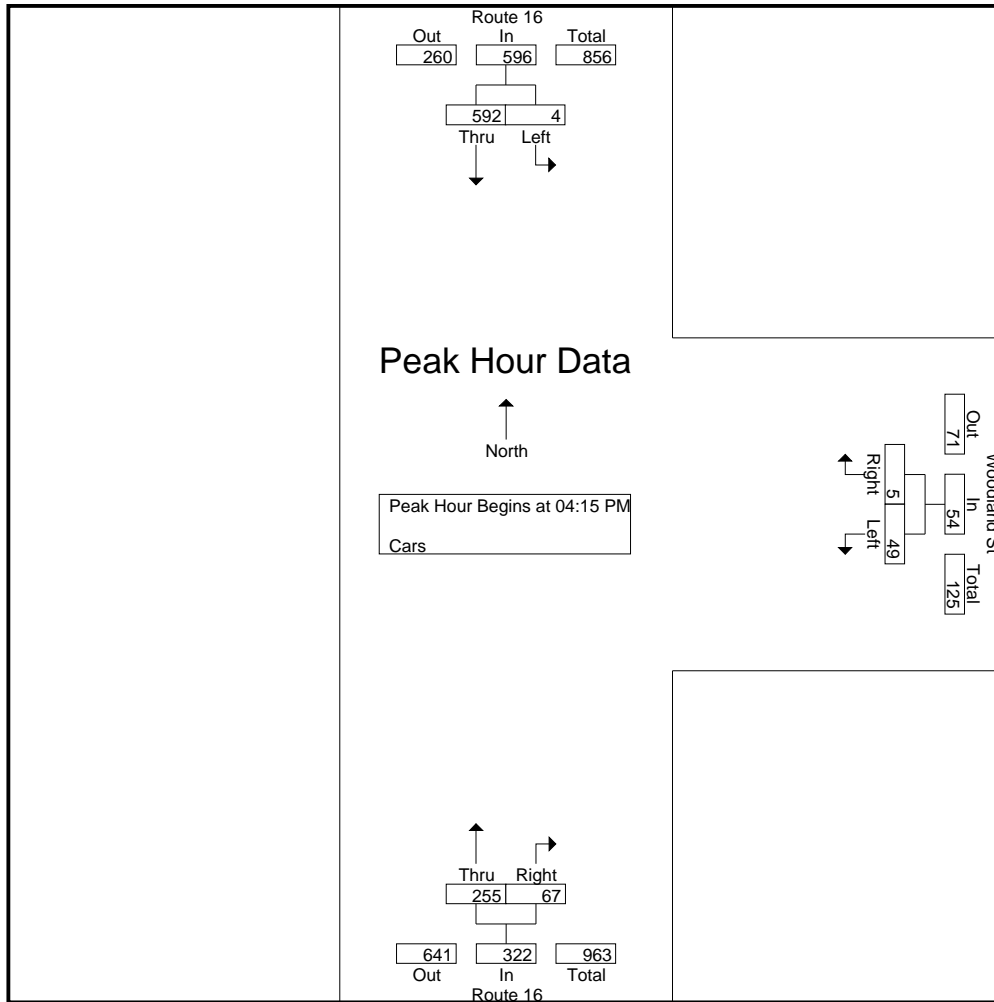 Route 16
Out In Total
260 596 856
592 4
Thru Left
Peak Hour Data
North
Peak Hour Begins at 04:15 PM
Cars
Woodland St
Out In Total
71 54 125
5 49
Right Left
Thru Right
255 67
641 322 963
Out In Total
Route 16